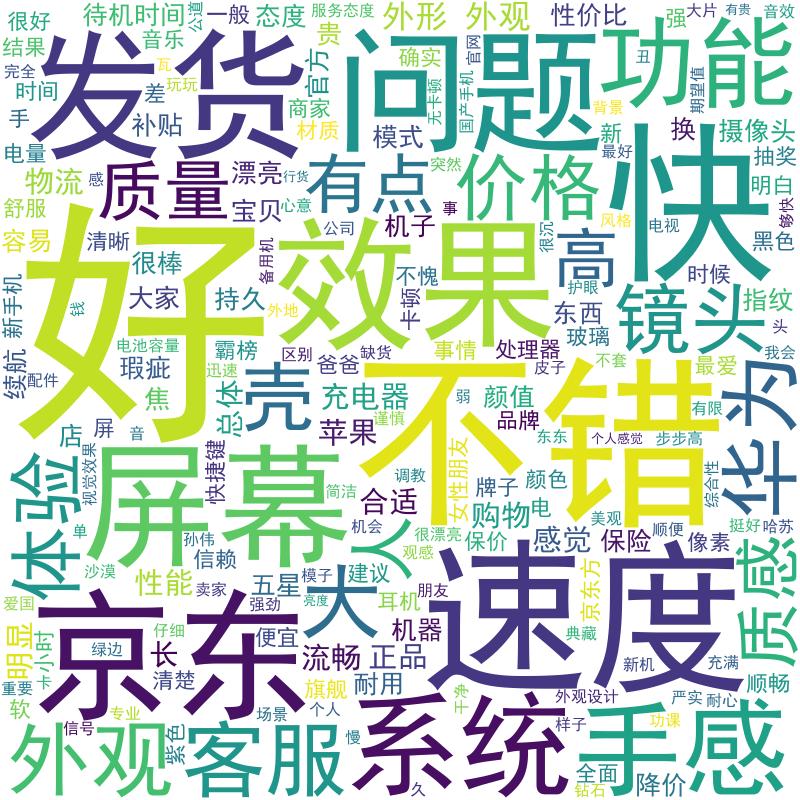 很好
待机时间
一般
公道
态度
服务态度
外形
外观
性价比
强
大片
有贵
音效
结果
音乐
发货
贵
官方
问题
确实
无卡顿
国产手机
官网
丑
功能
期望值
完全
瓦
玩玩
时间
差
手
补贴
商家
材质
模式
背景
新
换
摄像头
电量
最好
抽奖
物流
感
质量
漂亮
行货
有点
突然
价格
快
明白
舒服
宝贝
心意
机子
事
风格
电视
够快
容易
清晰
公司
很沉
黑色
好
效果
高
很棒
备用机
不愧
护眼
时候
新手机
大家
持久
卡顿
东西
镜头
指纹
钱
外地
玻璃
头
续航
电池容量
霸榜
区别
爸爸
缺货
事情
处理器
不套
最爱
我会
配件
瑕疵
迅速
皮子
焦
总体
壳
充电器
谨慎
不错
弱
颜值
有限
华为
店
屏
音
苹果
品牌
东东
个人感觉
步步高
体验
视觉效果
屏幕
快捷键
简洁
调教
女性朋友
牌子
颜色
综合性
合适
购物
电
美观
顺便
挺好
哈苏
单
孙伟
机会
人
很漂亮
保价
感觉
保险
像素
信赖
观感
沙漠
性能
卖家
五星
模子
大
建议
朋友
速度
京东方
质感
爱国
强劲
亮度
耳机
明显
京东
仔细
机器
典藏
绿边
便宜
卡小时
长
流畅
正品
新机
充满
重要
清楚
旗舰
耐用
外观设计
严实
耐心
顺畅
软
信号
专业
场景
个人
干净
系统
样子
功课
外观
紫色
客服
慢
久
手感
全面
钻石
降价